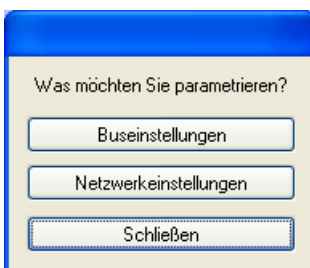 Was möchten Sie parametrieren?
Buseinstellungen
Netzwerkeinstellungen
Schließen